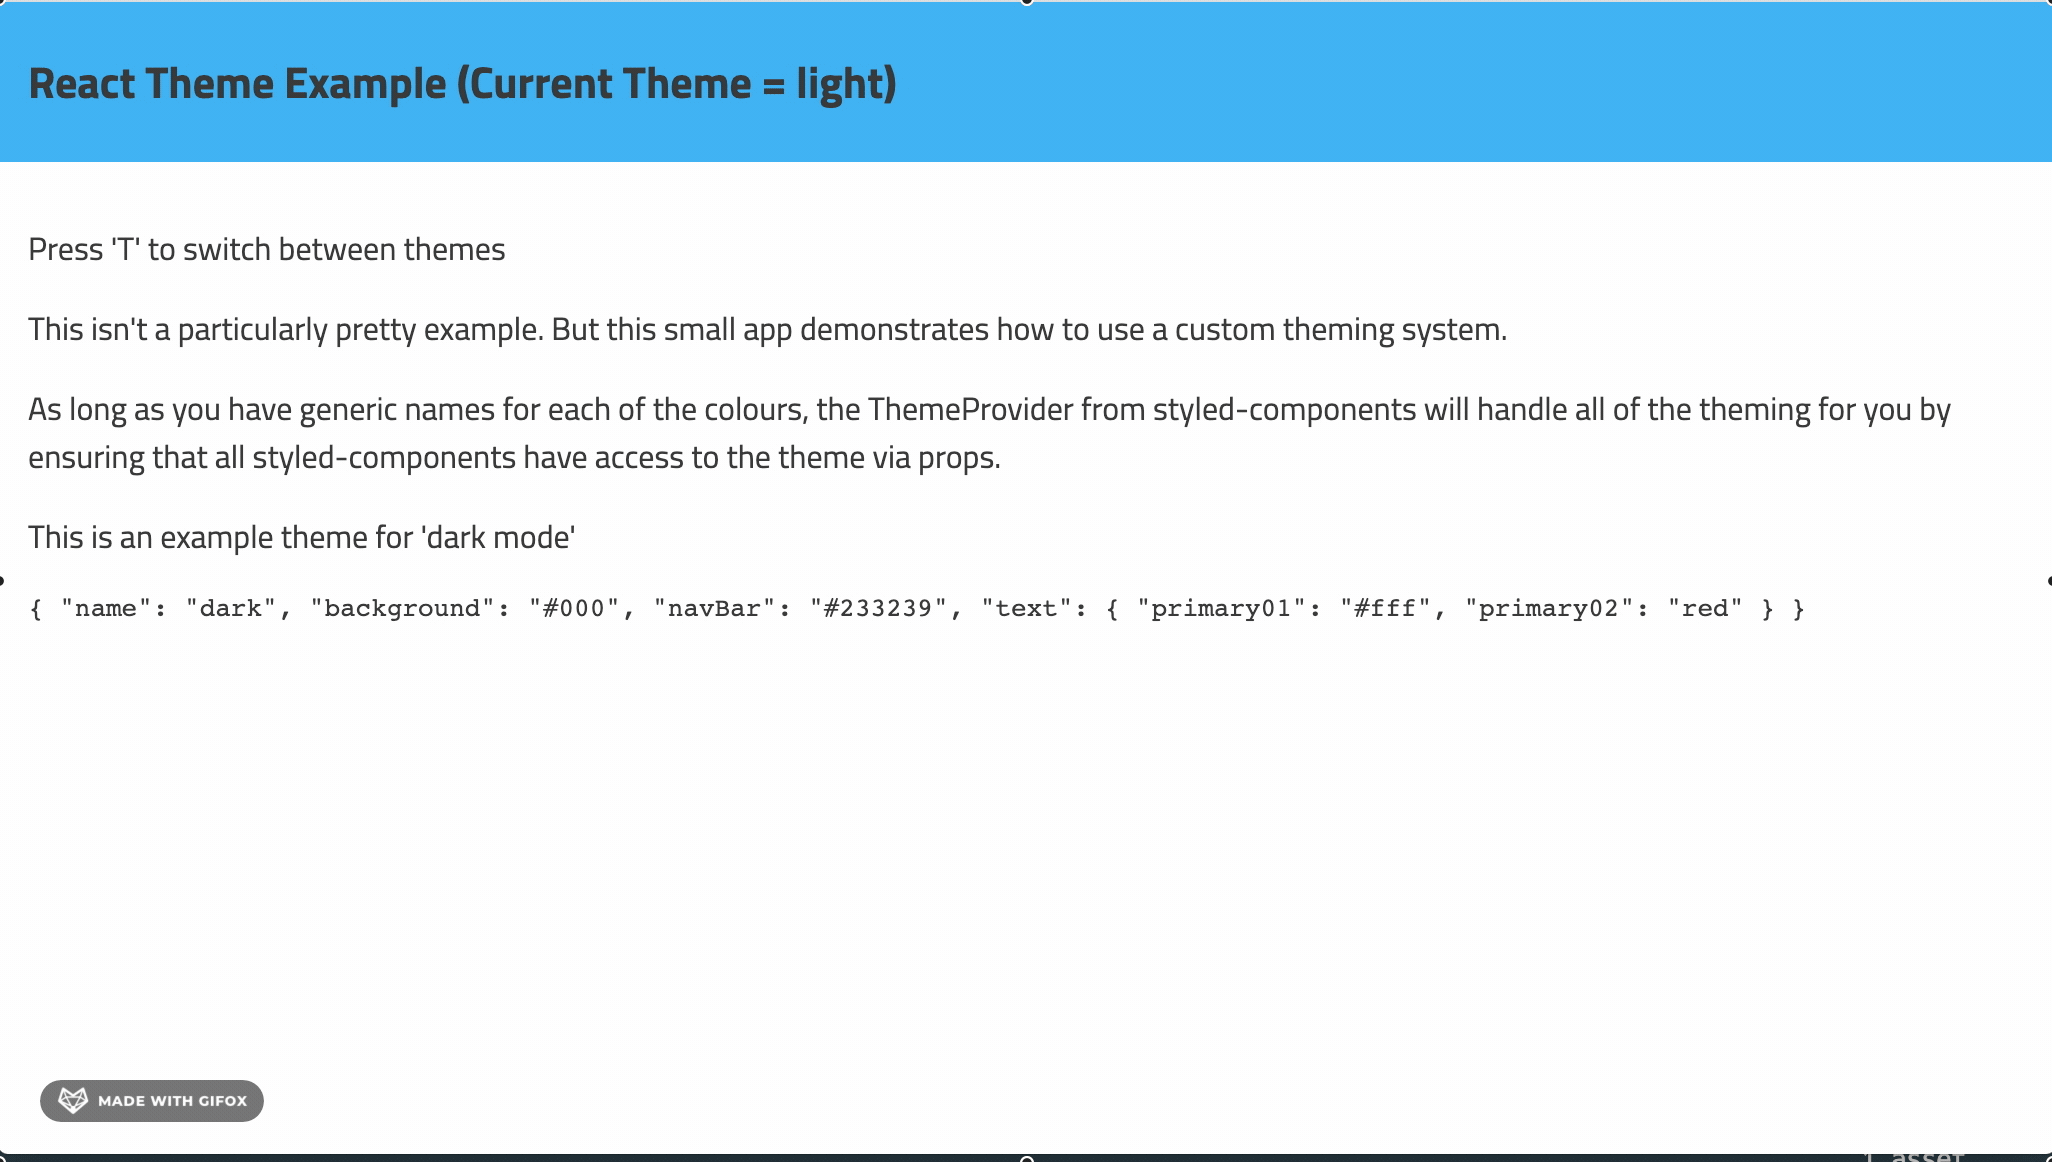 React Theme Example (Current Theme = light)
Press 'T' to switch between themes
This isn't a particularly pretty example. But this small app demonstrates how to use a custom theming system.
As long as you have generic names for each of the colours, the ThemeProvider from styled-components will handle all of the theming for you by
ensuring that all styled-components have access to the theme via props.
This is an example theme for 'dark mode'
{ "name": "dark", "background": "#000", "navBar": "#233239", "text": { "primary01": "#fff", "primary02": "red" } }
MADE WITH GIFOX
1 asset